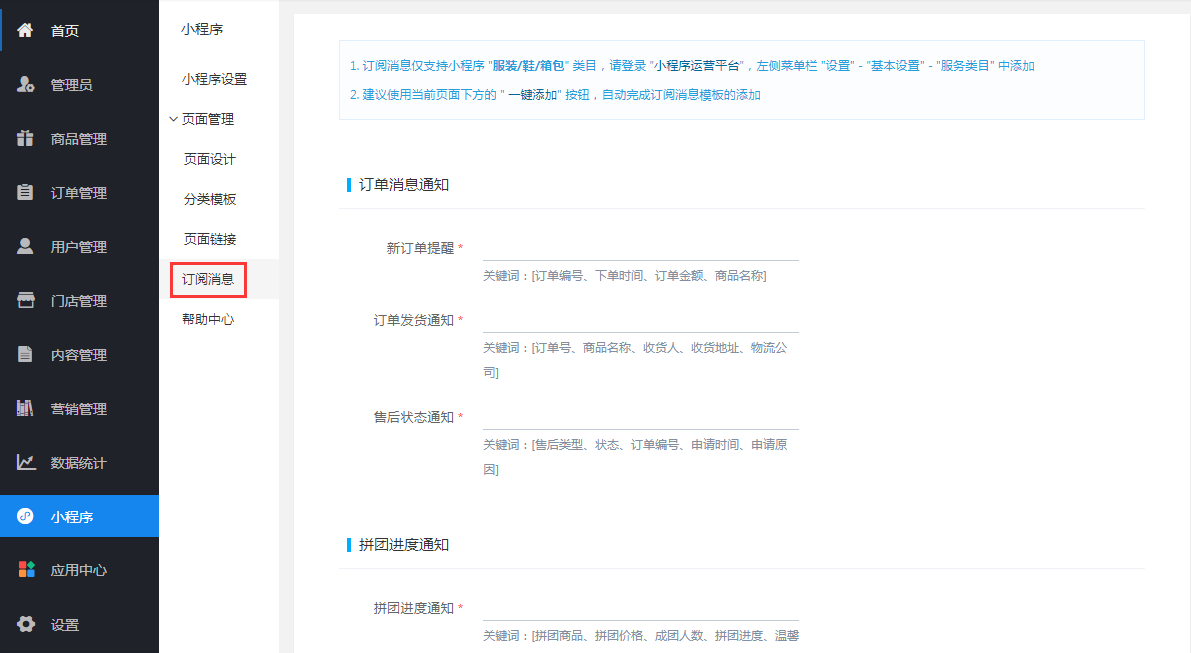 首页
管理员
商品管理
订单管理
用户管理
门店管理
内容管理
营销管理
数据统计
小程序
应用中心
设置
小程序
小程序设置
页面管理
页面设计
分类模板
页面链接
订阅消息
帮助中心
1. 订阅消息仅支持小程序 "服装/鞋/箱包" 类目，请登录 "小程序运营平台"，左侧菜单栏 "设置" - "基本设置" - "服务类目" 中添加
2. 建议使用当前页面下方的 " 一键添加" 按钮，自动完成订阅消息模板的添加
订单消息通知
新订单提醒 *
关键词：[订单编号、下单时间、订单金额、商品名称]
订单发货通知 *
关键词：[订单号、商品名称、收货人、收货地址、物流公
司]
售后状态通知 *
关键词：[售后类型、状态、订单编号、申请时间、申请原
因]
拼团进度通知
拼团进度通知 *
关键词：[拼团商品、拼团价格、成团人数、拼团进度、温馨